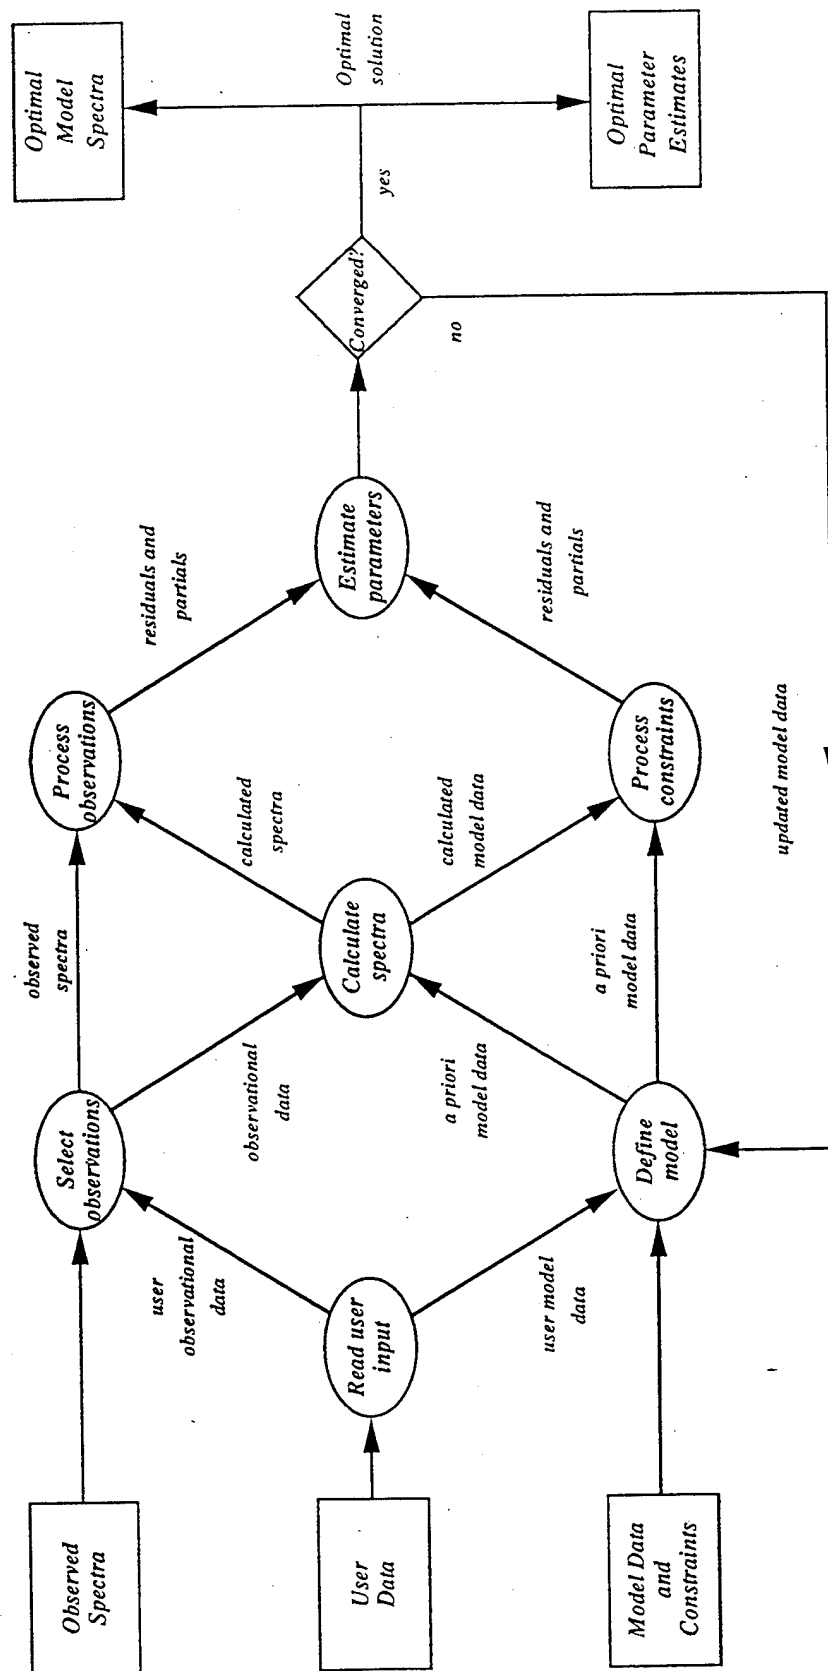 Observed
Spectra
User
Data
Model Data
and
Constraints
Read user
input
user
observational
data
user model
data
Select
observations
Define
model
observed
spectra
observational
data
a priori
model data
a priori
model data
Calculate
spectra
calculated
spectra
calculated
model data
Process
observations
Process
constraints
updated model data
residuals and
partials
residuals and
partials
Estimate
parameters
Converged?
no
yes
Optimal
solution
Optimal
Model
Spectra
Optimal
Parameter
Estimates